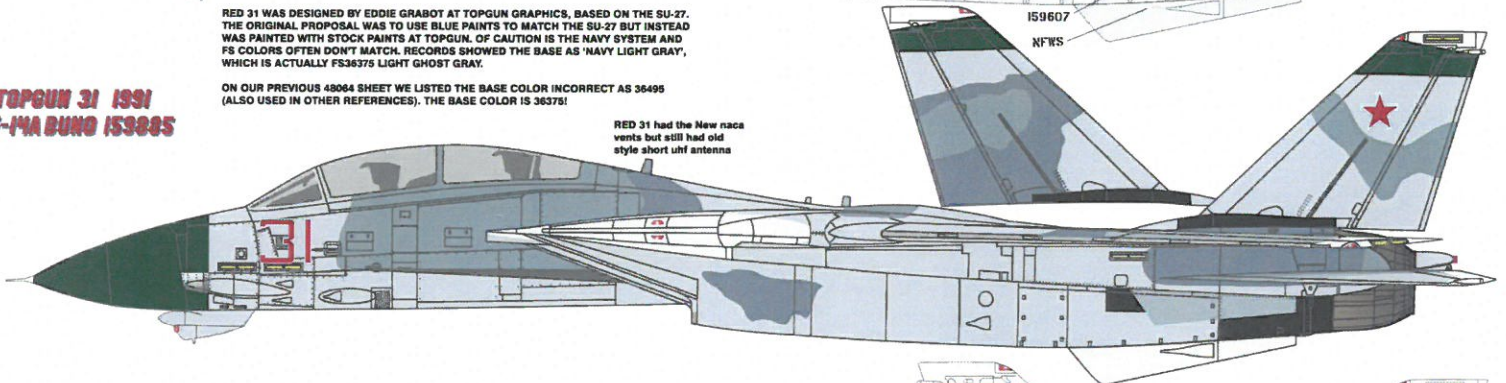 RED 31 WAS DESIGNED BY EDDIE GRABOT AT TOPGUN GRAPHICS, BASED ON THE SU-27.
THE ORIGINAL PROPOSAL WAS TO USE BLUE PAINTS TO MATCH THE SU-27 BUT INSTEAD
WAS PAINTED WITH STOCK PAINTS AT TOPGUN. OF CAUTION IS THE NAVY SYSTEM AND
FS COLORS OFTEN DON'T MATCH. RECORDS SHOWED THE BASE AS 'NAVY LIGHT GRAY',
WHICH IS ACTUALLY FS36375 LIGHT GHOST GRAY.
ON OUR PREVIOUS 48064 SHEET WE LISTED THE BASE COLOR INCORRECT AS 36495
(ALSO USED IN OTHER REFERENCES). THE BASE COLOR IS 36375!
TOPGUN 31 1991
F-14A BUNO 159885
RED 31 had the New naca
vents but still had old
style short uhf antenna
159607
NFWS
31